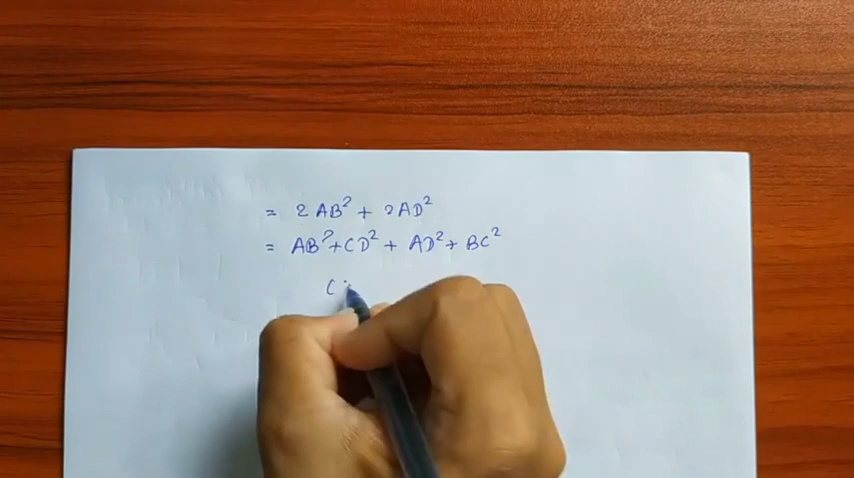 = 2AB² + 2AD²
= AB² + CD² + AD² + BC²
(